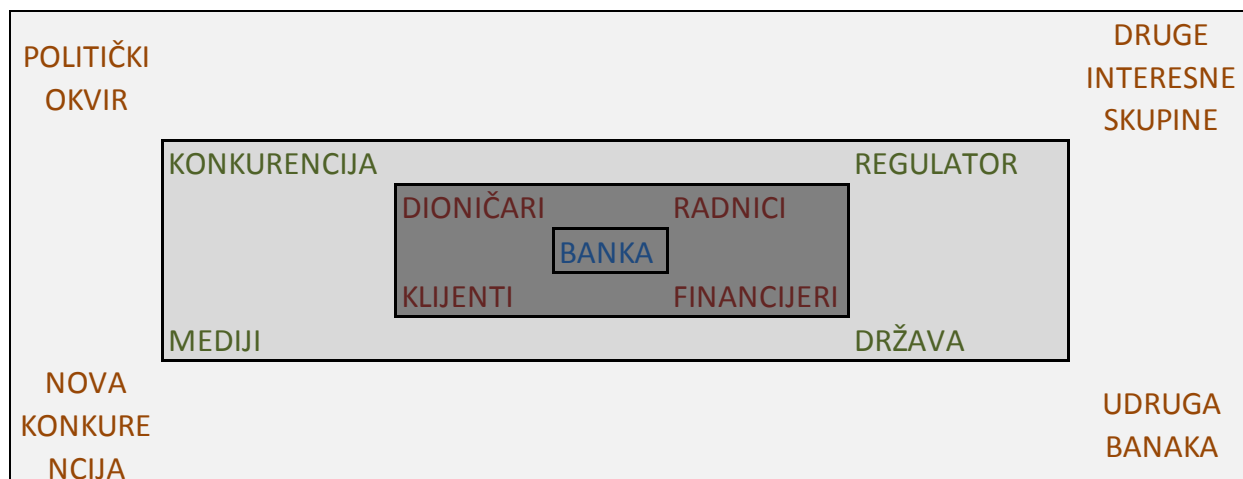 POLITIČKI
OKVIR
DRUGE
INTERESNE
SKUPINE
KONKURENCIJA
REGULATOR
DIONIČARI
RADNICI
BANKA
KLIJENTI
FINANCIJERI
MEDIJI
DRŽAVA
NOVA
KONKURE
NCIJA
UDRUGA
BANAKA